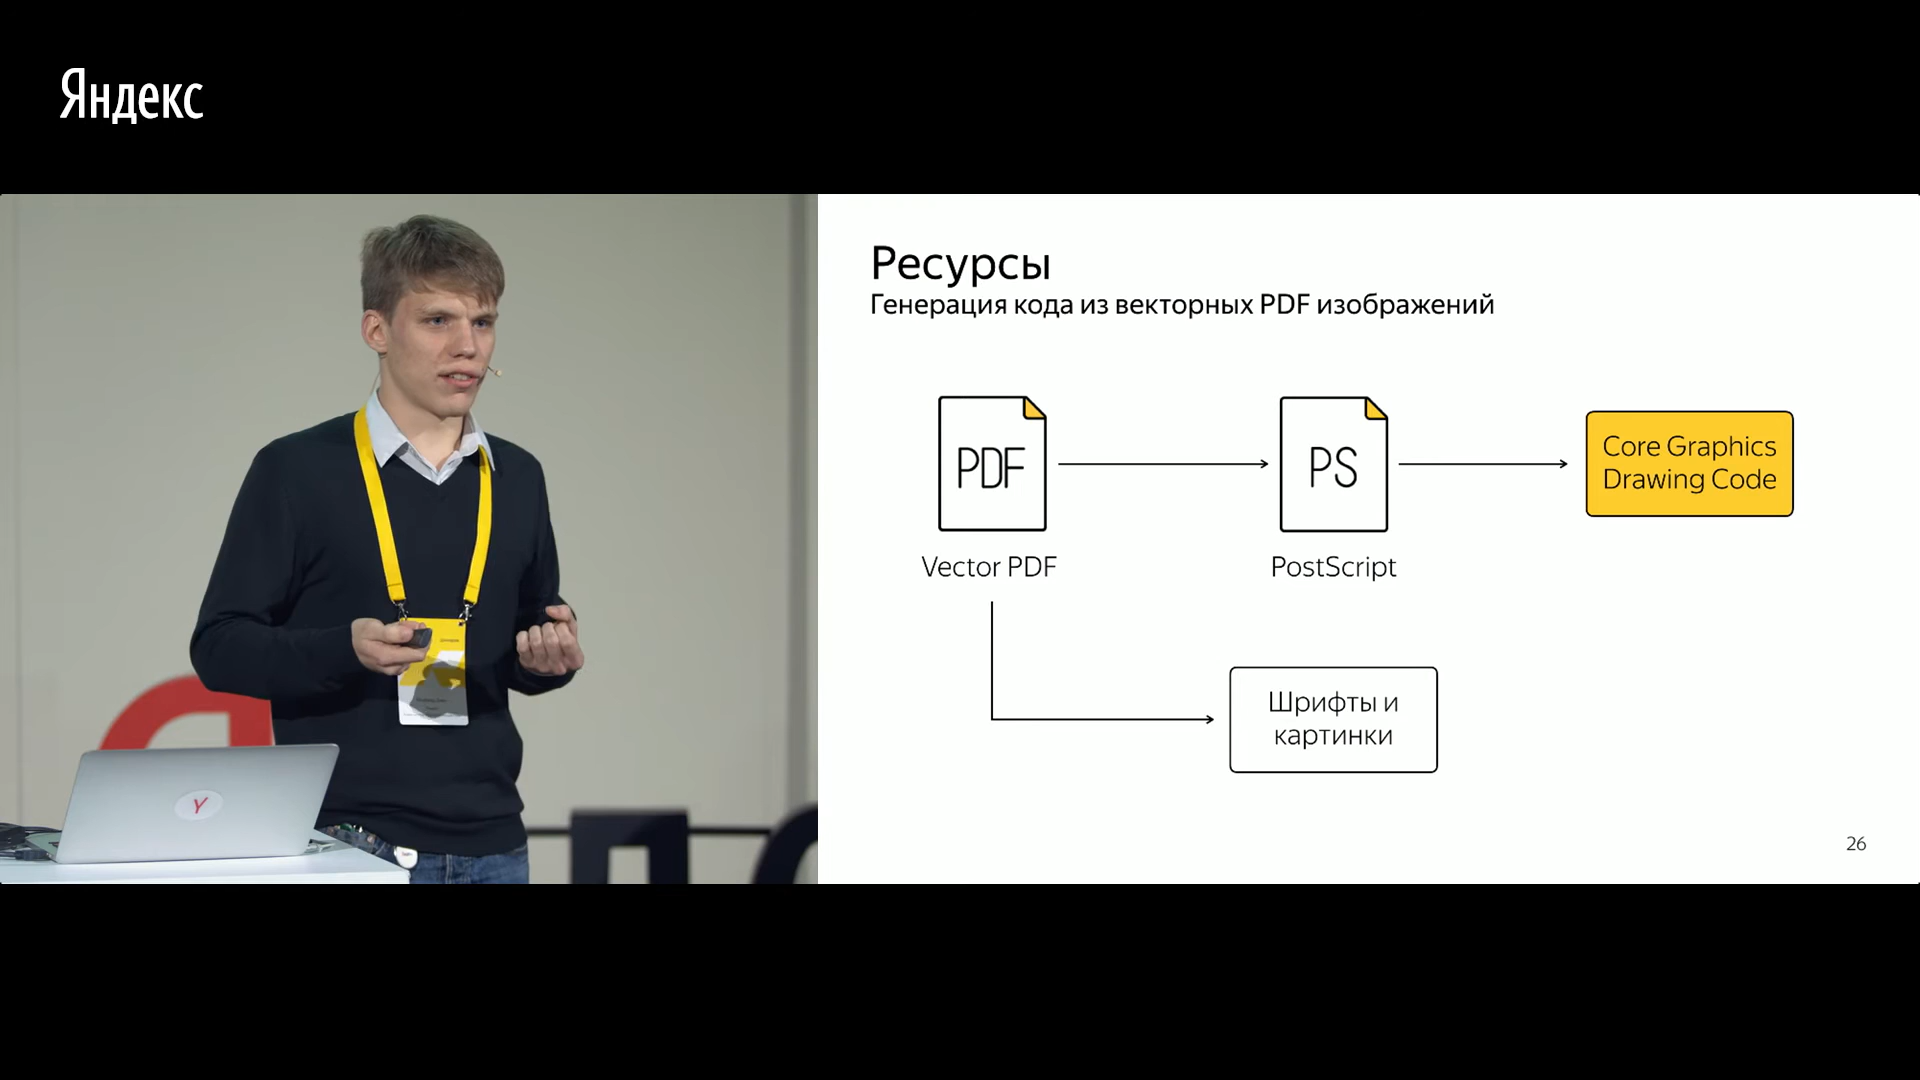 Яндекс
Ресурсы
Генерация кода из векторных PDF изображений
PDF
PS
Core Graphics
Drawing Code
Vector PDF
PostScript
Шрифты и
картинки
26
Y